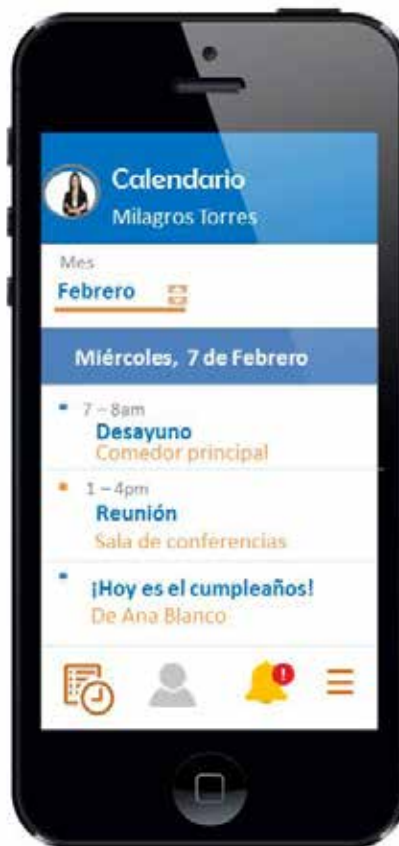 Calendario
Milagros Torres
Mes
Febrero
Miércoles, 7 de Febrero
7 – 8am
Desayuno
Comedor principal
1 – 4pm
Reunión
Sala de conferencias
¡Hoy es el cumpleaños!
De Ana Blanco
!